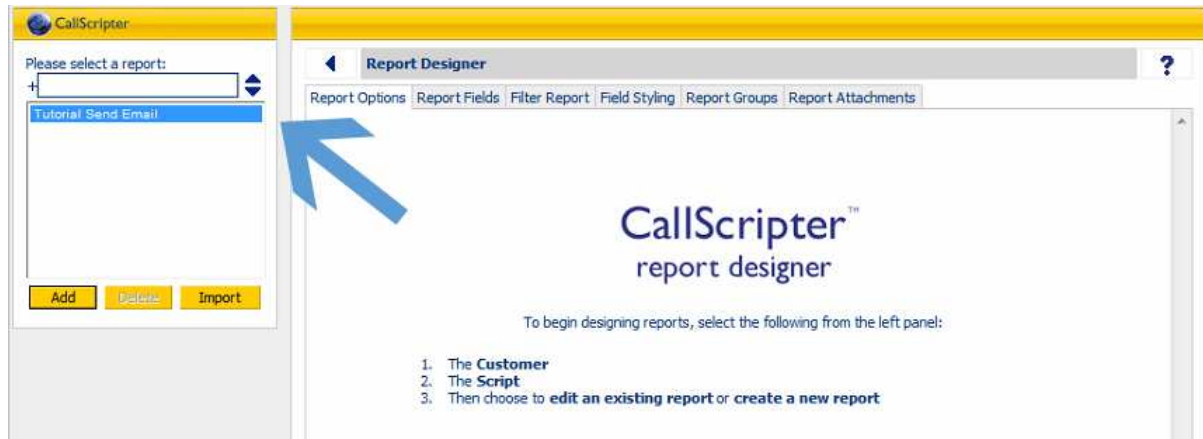 CallScripter
Please select a report:
+
Tutorial Send Email
Add Delete Import
Report Designer ?
Report Options Report Fields Filter Report Field Styling Report Groups Report Attachments
CallScripter™
report designer
To begin designing reports, select the following from the left panel:
1. The Customer
2. The Script
3. Then choose to edit an existing report or create a new report